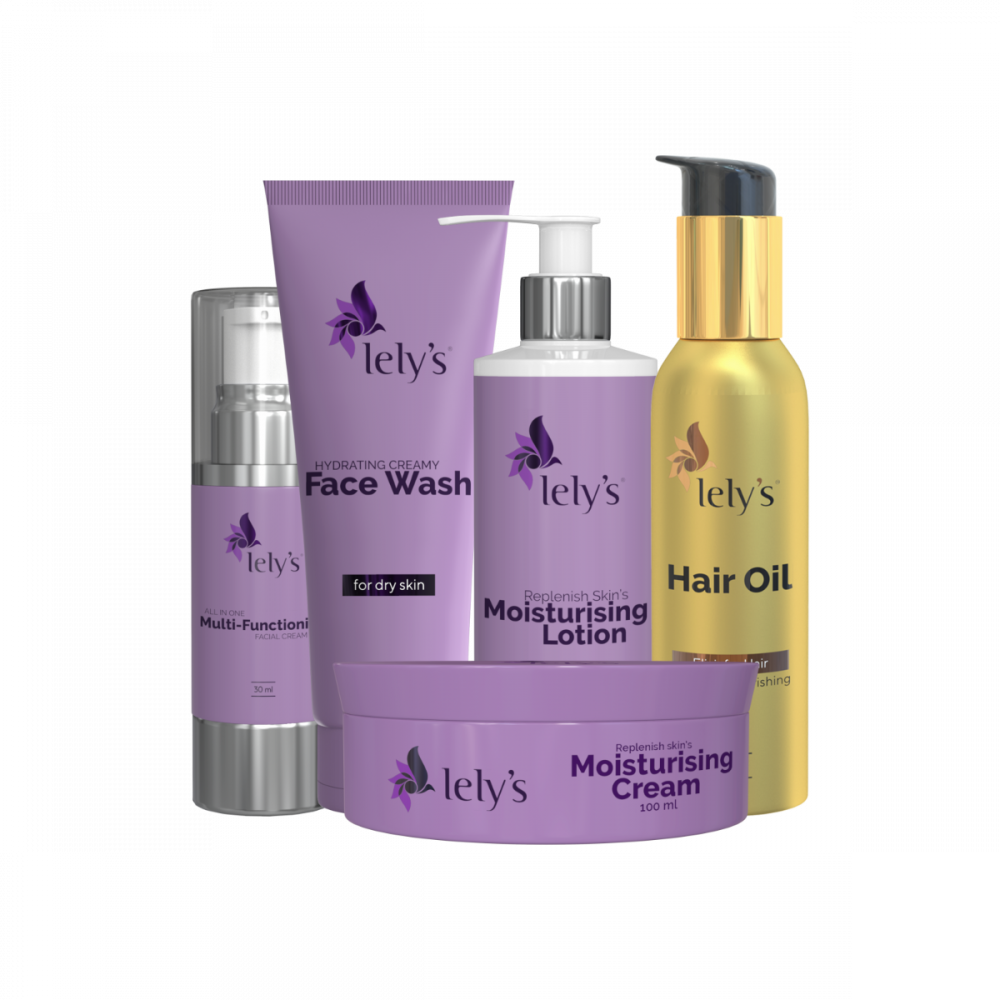 lely's
ALL IN ONE
Multi-Functioni
FACIAL CREAM
30 ml
lely's
HYDRATING CREAMY
Face Wash
for dry skin
lely's
Replenish Skin's
Moisturising
Lotion
lely's
Hair Oil
Hair
ishing
lely's
Replenish skin's
Moisturising
Cream
100 ml